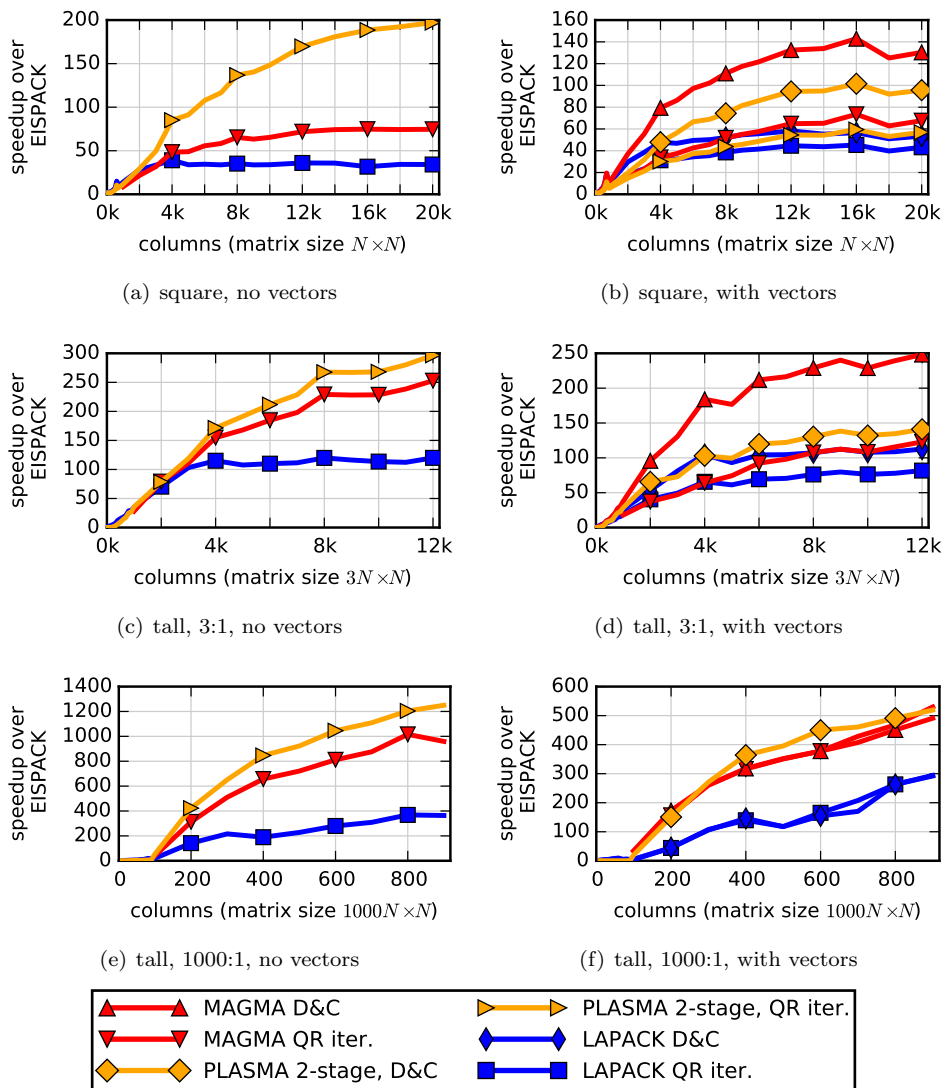 speedup over
EISPACK
200
150
100
50
0
0k 4k 8k 12k 16k 20k
columns (matrix size N×N)
(a) square, no vectors
speedup over
EISPACK
160
140
120
100
80
60
40
20
0
0k 4k 8k 12k 16k 20k
columns (matrix size N×N)
(b) square, with vectors
speedup over
EISPACK
300
250
200
150
100
50
0
0k 4k 8k 12k
columns (matrix size 3N×N)
(c) tall, 3:1, no vectors
speedup over
EISPACK
250
200
150
100
50
0
0k 2k 4k 6k 8k 10k 12k
columns (matrix size 3N×N)
(d) tall, 3:1, with vectors
speedup over
EISPACK
1400
1200
1000
800
600
400
200
0
0 200 400 600 800
columns (matrix size 1000N×N)
(e) tall, 1000:1, no vectors
speedup over
EISPACK
600
500
400
300
200
100
0
0 200 400 600 800
columns (matrix size 1000N×N)
(f) tall, 1000:1, with vectors
MAGMA D&C
MAGMA QR iter.
PLASMA 2-stage, D&C
PLASMA 2-stage, QR iter.
LAPACK D&C
LAPACK QR iter.